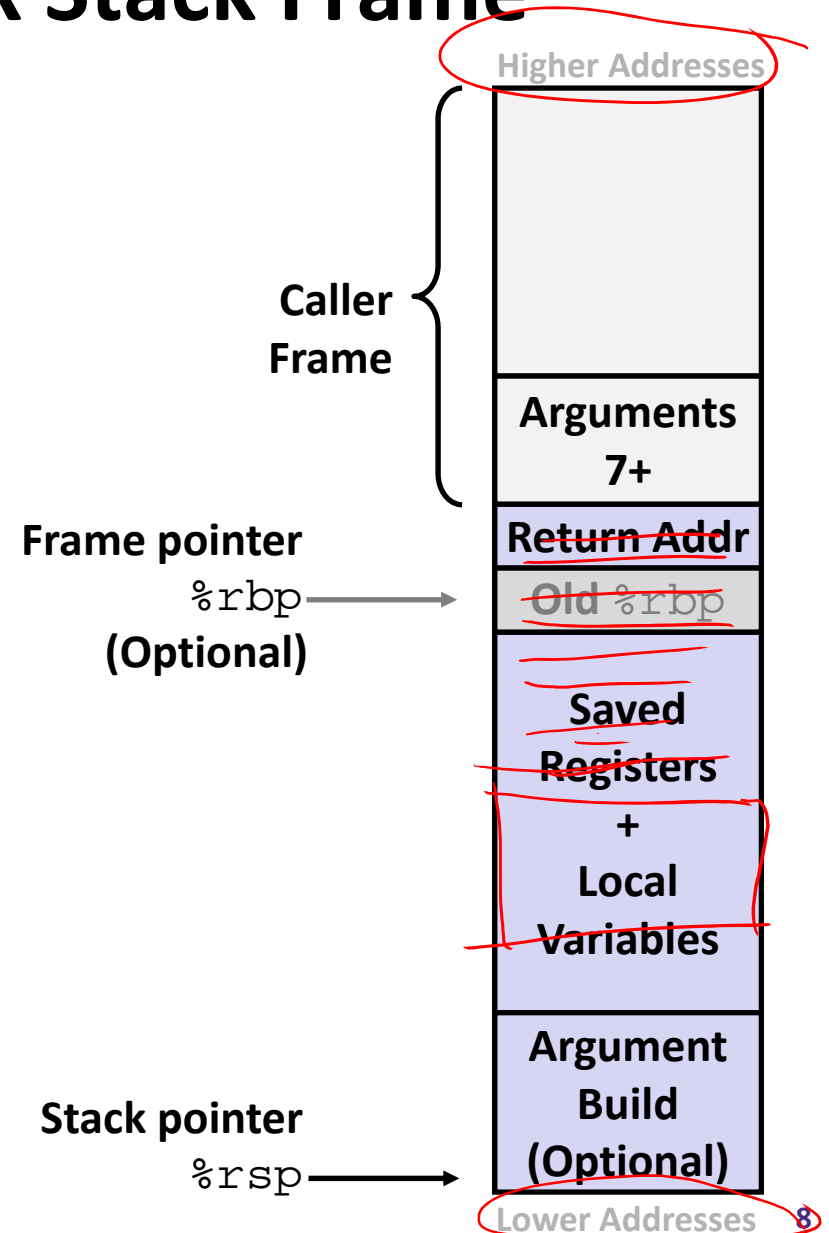 Stack Frame
Higher Addresses
Caller
Frame
Arguments
7+
Frame pointer
%rbp
(Optional)
Return Addr
Old %rbp
Saved
Registers
+
Local
Variables
Argument
Build
(Optional)
Stack pointer
%rsp
Lower Addresses
8